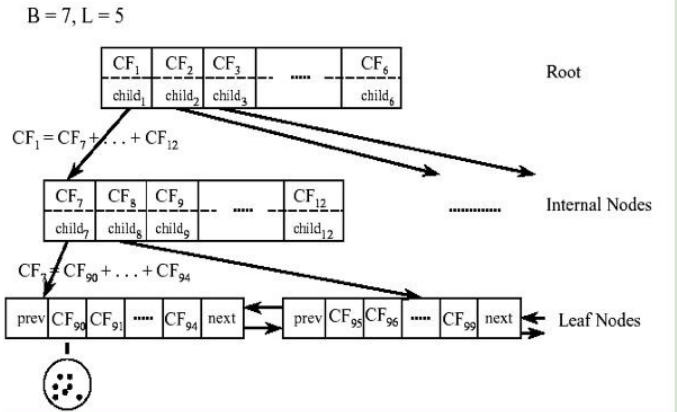 B = 7, L = 5
CF₁ CF₂ CF₃ ..... CF₆
child₁ child₂ child₃ child₆
Root
CF₁ = CF₇ + . . . + CF₁₂
CF₇ CF₈ CF₉ ..... CF₁₂
child₇ child₈ child₉ child₁₂
............. Internal Nodes
CF₇ = CF₉₀ + . . . + CF₉₄
prev CF₉₀ CF₉₁ ..... CF₉₄ next prev CF₉₅ CF₉₆ ..... CF₉₉ next Leaf Nodes